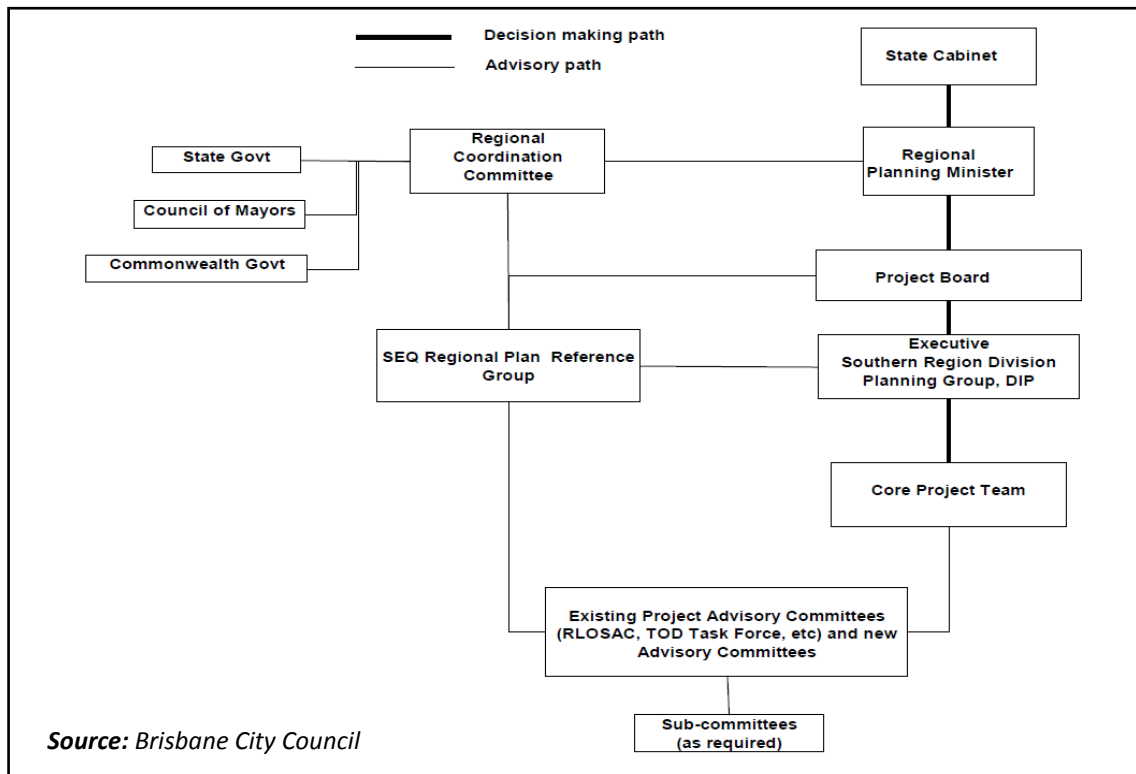 Decision making path
Advisory path
State Cabinet
Regional
Coordination
Committee
Regional
Planning Minister
State Govt
Council of Mayors
Commonwealth Govt
Project Board
SEQ Regional Plan Reference
Group
Executive
Southern Region Division
Planning Group, DIP
Core Project Team
Existing Project Advisory Committees
(RLOSAC, TOD Task Force, etc) and new
Advisory Committees
Sub-committees
(as required)
Source: Brisbane City Council